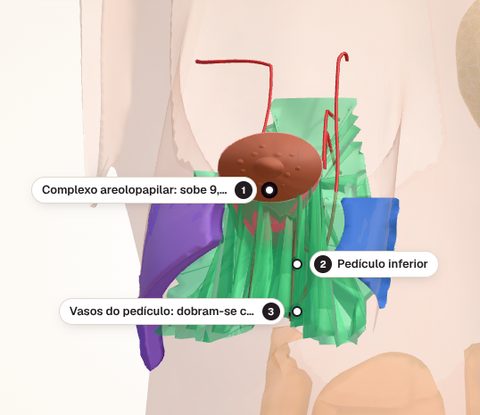 Complexo areolopapilar: sobe 9,... 1
2 Pedículo inferior
Vasos do pedículo: dobram-se c... 3